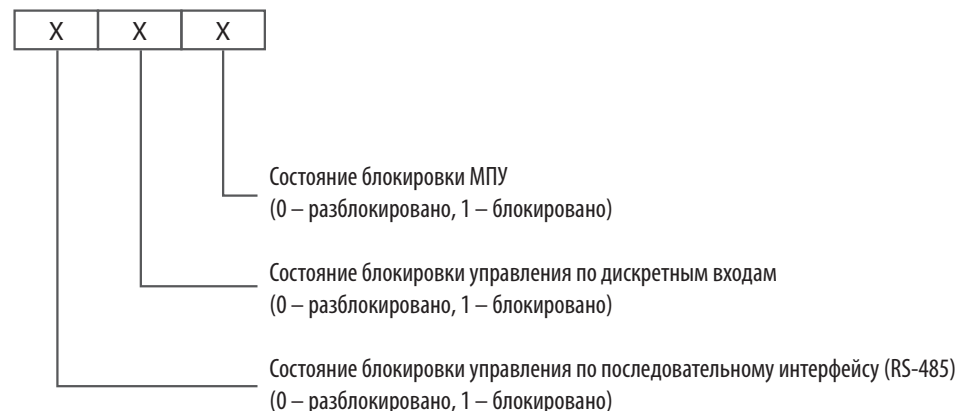 X X X
Состояние блокировки МПУ
(0 – разблокировано, 1 – блокировано)
Состояние блокировки управления по дискретным входам
(0 – разблокировано, 1 – блокировано)
Состояние блокировки управления по последовательному интерфейсу (RS-485)
(0 – разблокировано, 1 – блокировано)